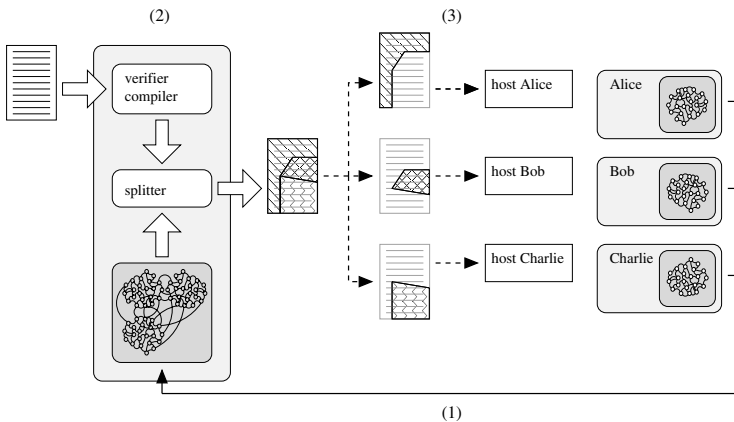 (2)
(3)
verifier
compiler
splitter
host Alice
Alice
host Bob
Bob
host Charlie
Charlie
(1)